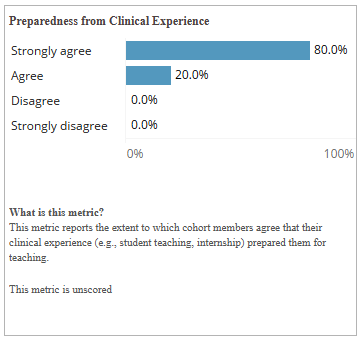 Preparedness from Clinical Experience
Strongly agree 80.0%
Agree 20.0%
Disagree 0.0%
Strongly disagree 0.0%
0% 100%
What is this metric?
This metric reports the extent to which cohort members agree that their
clinical experience (e.g., student teaching, internship) prepared them for
teaching.
This metric is unscored